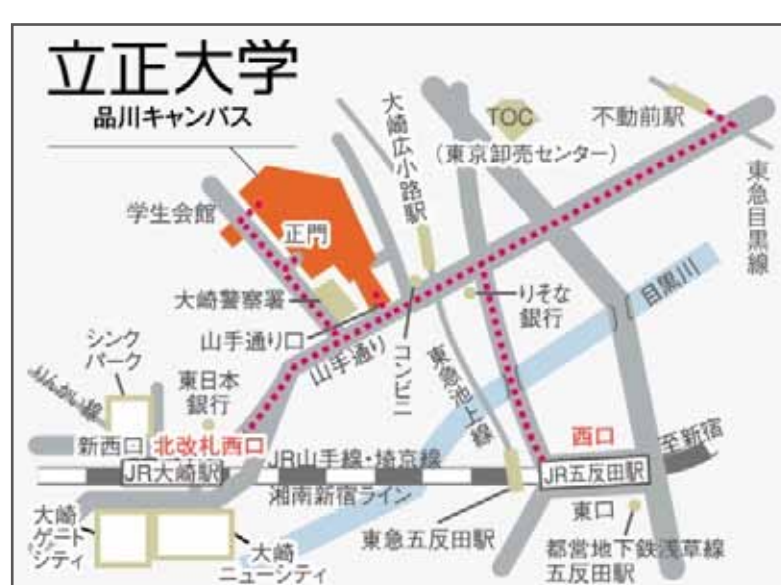 立正大学
品川キャンパス
大崎広小路駅
TOC
(東京卸売センター)
不動前駅
東急目黒線
学生会館
正門
大崎警察署
山手通り口
山手通り
コンビニ
りそな
銀行
目黒川
シンク
パーク
りんかい線
東日本
銀行
東急池上線
新西口
北改札西口
JR大崎駅
JR山手線・埼京線
湘南新宿ライン
西口
至新宿
JR五反田駅
東口
大崎
ゲート
シティ
大崎
ニューシティ
東急五反田駅
都営地下鉄浅草線
五反田駅